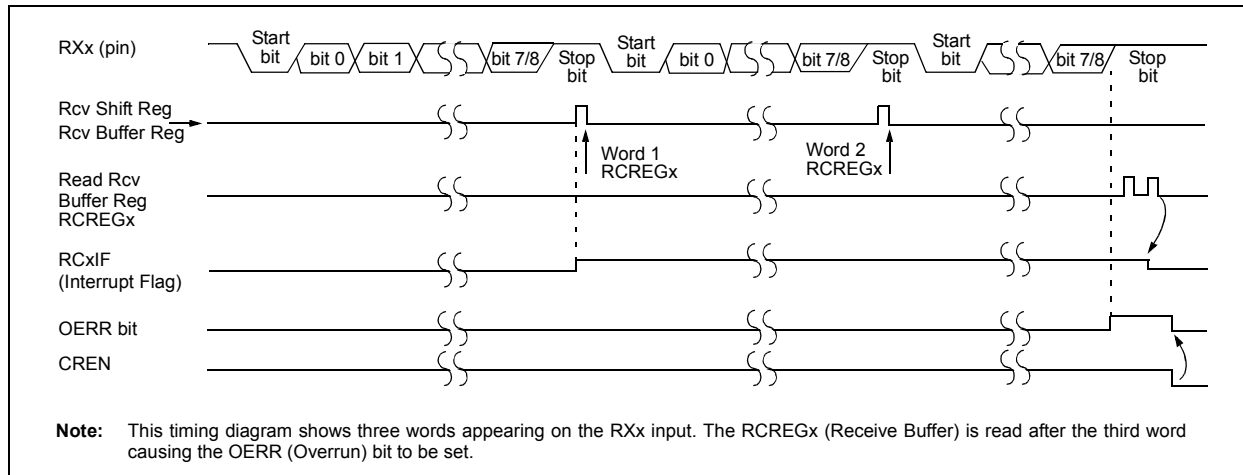 RXx (pin)
Start bit
bit 0
bit 1
bit 7/8
Stop bit
Start bit
bit 0
bit 7/8
Stop bit
Start bit
bit 7/8
Stop bit
Rcv Shift Reg
Rcv Buffer Reg
Word 1
RCREGx
Word 2
RCREGx
Read Rcv
Buffer Reg
RCREGx
RCxIF
(Interrupt Flag)
OERR bit
CREN
Note: This timing diagram shows three words appearing on the RXx input. The RCREGx (Receive Buffer) is read after the third word
causing the OERR (Overrun) bit to be set.